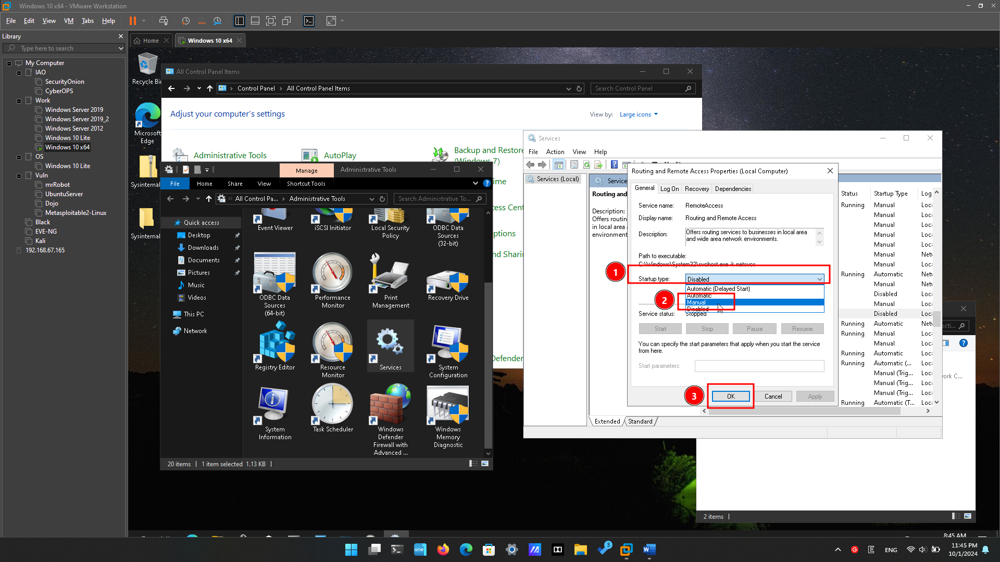 Windows 10 x64 - VMware Workstation
File Edit View VM Tabs Help
Library
Type here to search
My Computer
IAO
SecurityOnion
CyberOPS
Work
Windows Server 2019
Windows Server 2019_2
Windows Server 2012
Windows 10 Lite
Windows 10 x64
OS
Windows 10 Lite
Vuln
mrRobot
UbuntuServer
Dojo
Metasploitable2-Linux
Black
EVE-NG
Kali
192.168.67.165
Home
Windows 10 x64
Recycle Bi
Microsoft
Edge
Sysinternal
Sysinternal
All Control Panel Items
Control Panel All Control Panel Items
Search Control Panel
Adjust your computer's settings
View by: Large icons
Administrative Tools
AutoPlay
Backup and Restore
(Windows 7)
Manage
Administrative Tools
File Home Share View Shortcut Tools
All Control Pa... Administrative Tools
Search Administrative To...
Quick access
Desktop
Downloads
Documents
Pictures
Music
Videos
This PC
Network
Event Viewer
iSCSI Initiator
Local Security
Policy
ODBC Data
Sources
(32-bit)
ODBC Data
Sources
(64-bit)
Performance
Monitor
Print
Management
Recovery Drive
Registry Editor
Resource
Monitor
Services
System
Configuration
System
Information
Task Scheduler
Windows
Defender
Firewall with
Advanced ...
Windows
Memory
Diagnostic
20 items 1 item selected 1.13 KB
ime
cess Cent
ptions
nd Sharin
Defender
Services
File Action View Help
Services (Local)
Service
Routing and
Description:
Offers routin
in local area
environment
Routing and Remote Access Properties (Local Computer)
General Log On Recovery Dependencies
Service name: RemoteAccess
Display name: Routing and Remote Access
Description:
Offers routing services to businesses in local area
and wide area network environments.
Path to executable:
C:\Windows\System32\svchost.exe -k netsvcs
1
Startup type: Disabled
Automatic (Delayed Start)
Automatic
2
Manual
Disabled
Service status: Stopped
Start Stop Pause Resume
You can specify the start parameters that apply when you start the service
from here.
Start parameters:
3
OK Cancel Apply
Status Startup Type Log
Running Manual Loc
Manual Loc
Manual Loc
Manual Loc
Manual Loc
Manual Net
Manual Loc
Running Automatic Net
Manual Loc
Disabled Loc
Manual Loc
Disabled Loc
Running Automatic Net
Running Manual Loc
Manual Loc
Running Automatic Loc
Running Automatic (... Loc
Manual (Trig... Loc
Manual (Trig... Loc
Manual (Trig... Loc
Running Automatic (T... Loc
Extended Standard
ecti...
ork C...
2 items
8:45 AM
one
3
ENG
11:45 PM
10/1/2024